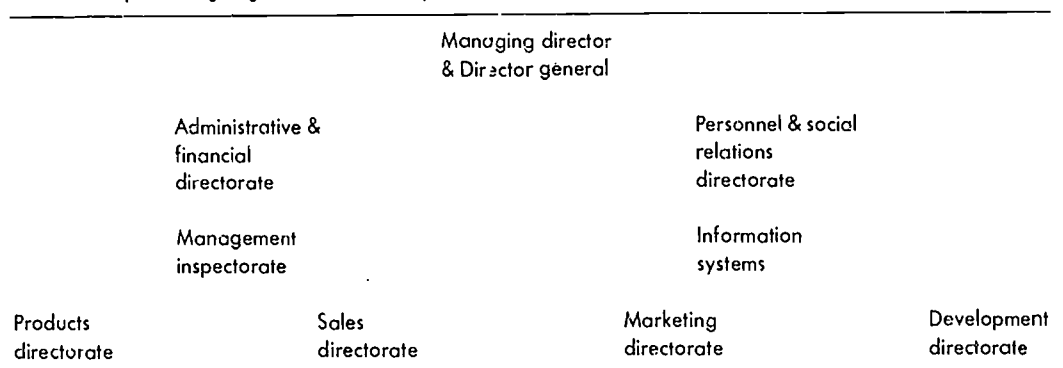 Managing director
& Director general
Administrative &
financial
directorate
Personnel & social
relations
directorate
Management
inspectorate
Information
systems
Products
directorate
Sales
directorate
Marketing
directorate
Development
directorate